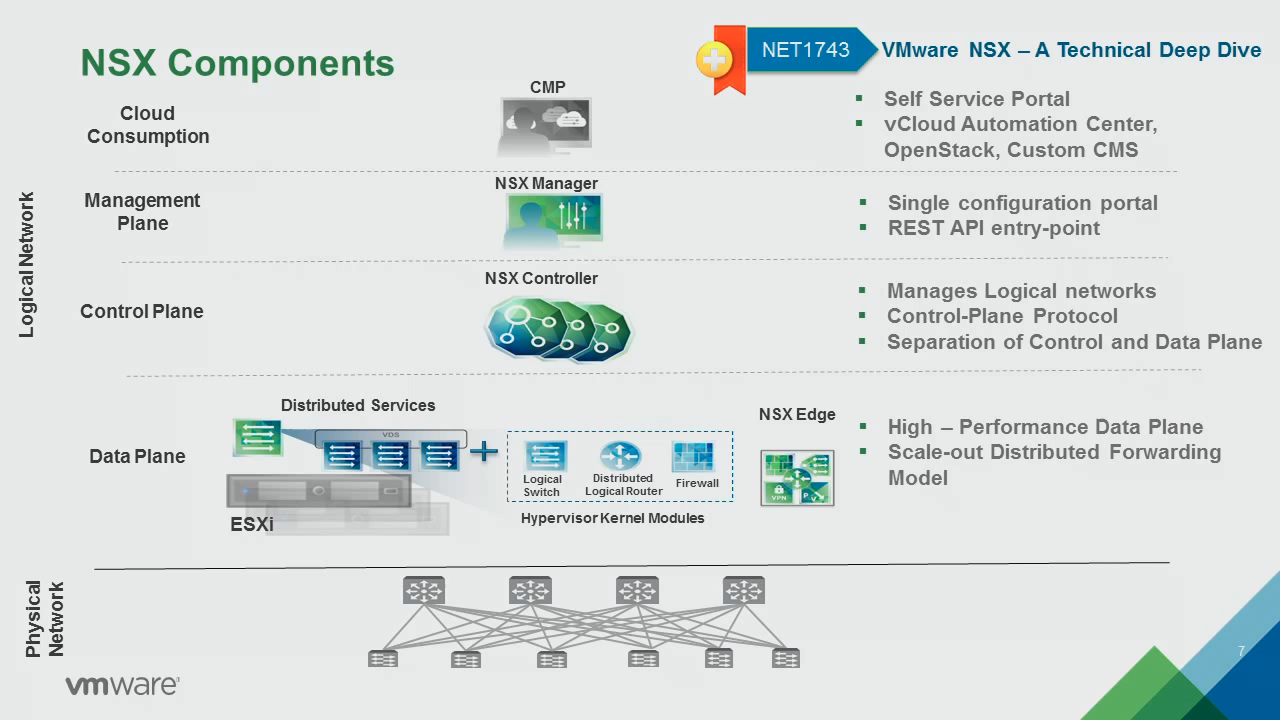 NSX Components
NET1743
VMware NSX – A Technical Deep Dive
Cloud
Consumption
CMP
Self Service Portal
vCloud Automation Center,
OpenStack, Custom CMS
Logical Network
Management
Plane
NSX Manager
Single configuration portal
REST API entry-point
Control Plane
NSX Controller
Manages Logical networks
Control-Plane Protocol
Separation of Control and Data Plane
Data Plane
Distributed Services
VDS
ESXi
Logical
Switch
Distributed
Logical Router
Firewall
Hypervisor Kernel Modules
NSX Edge
VPN
High – Performance Data Plane
Scale-out Distributed Forwarding
Model
Physical
Network
vmware
7